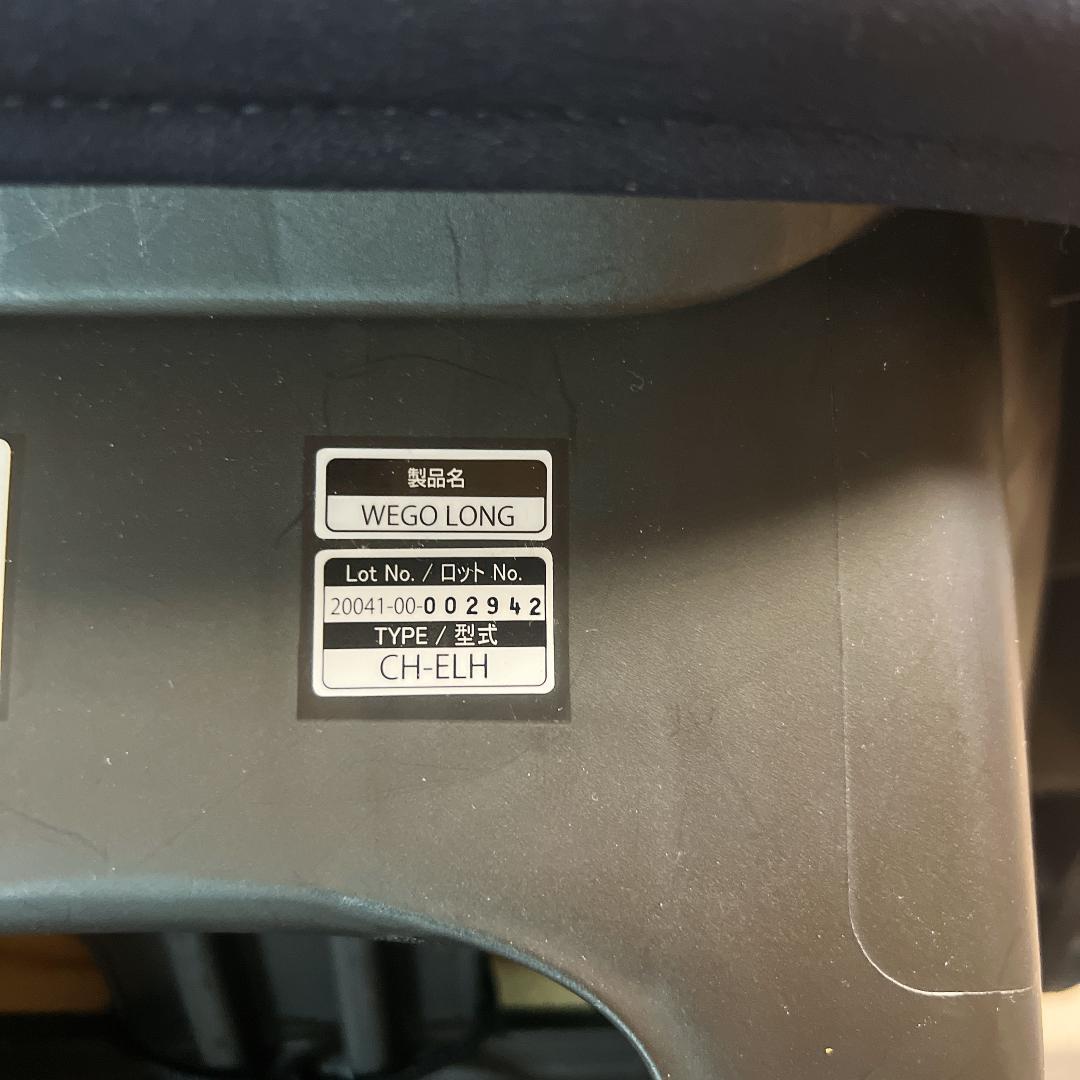 製品名
WEGO LONG
Lot No. / ロット No.
20041-00-002942
TYPE / 型式
CH-ELH